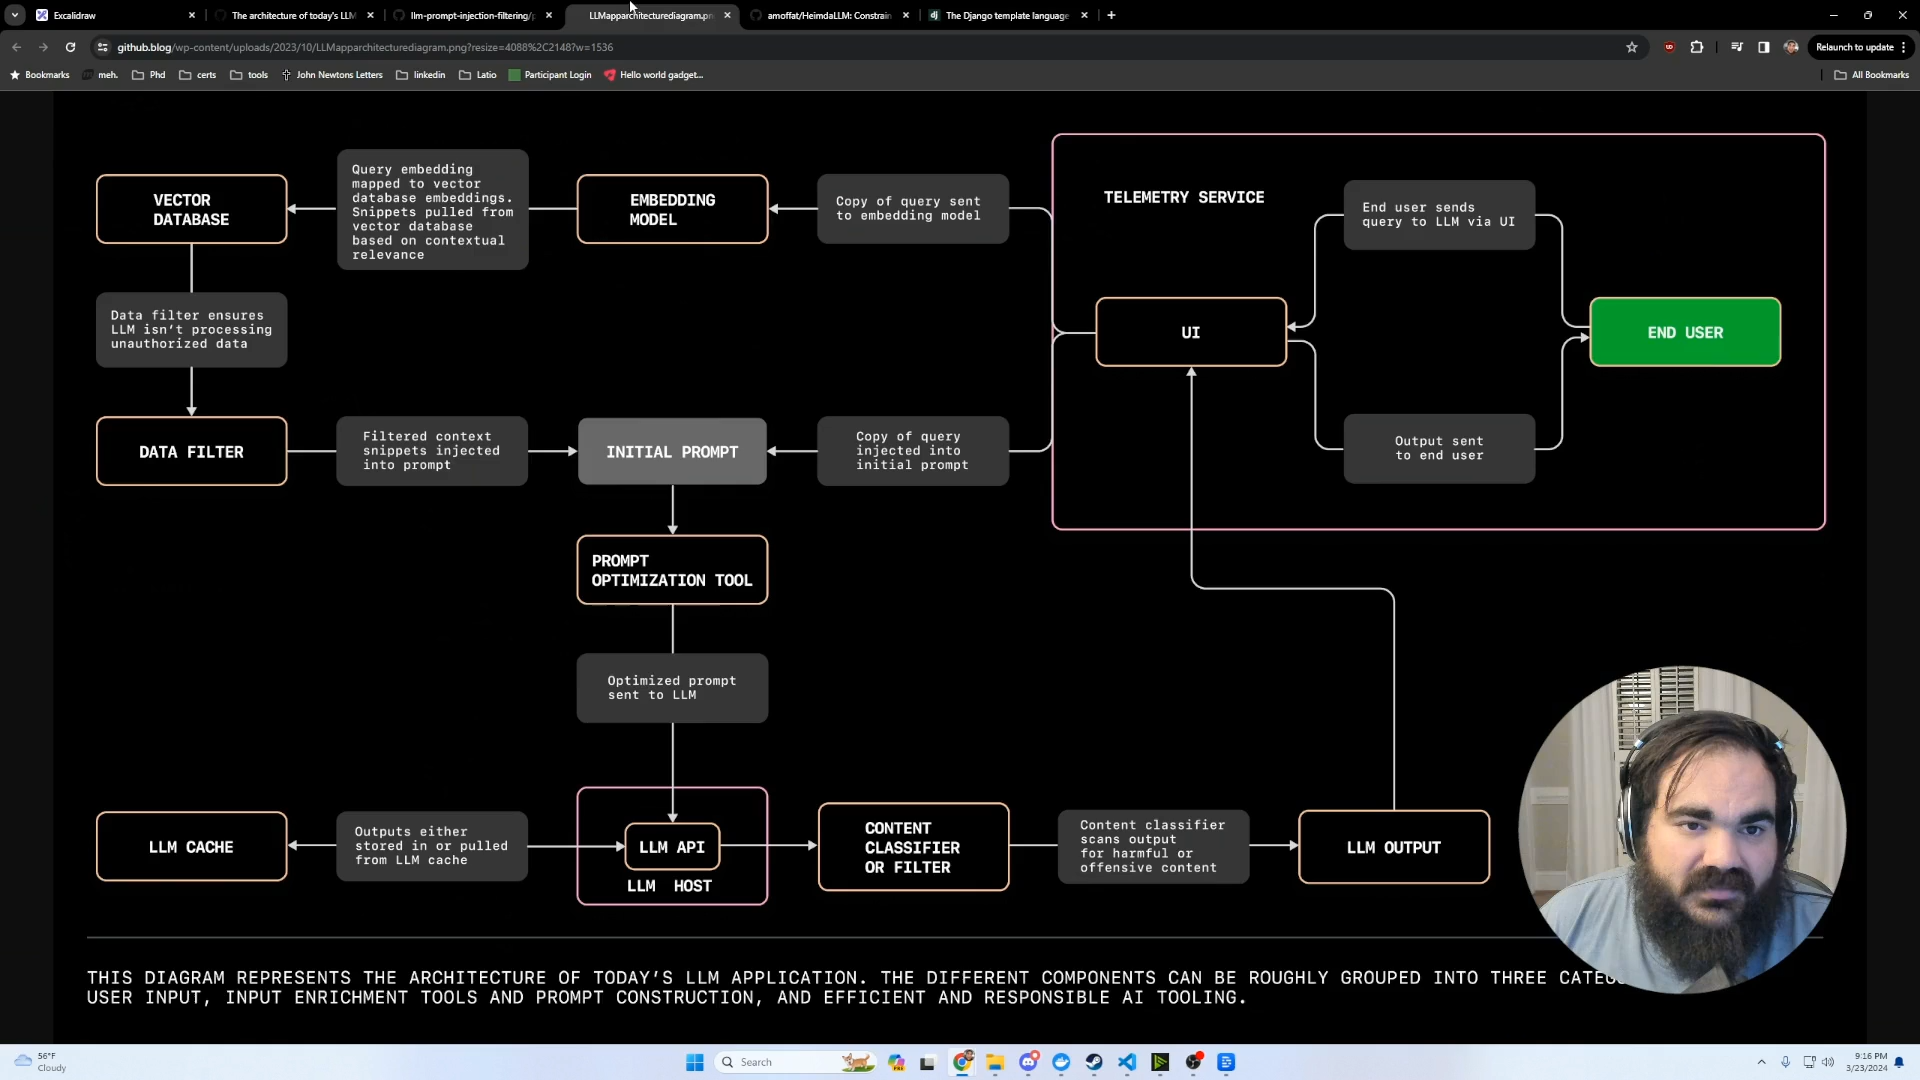 Excalidraw
The architecture of today's LLM
llm-prompt-injection-filtering/p
LLMapparchitecturediagram.pn
amoffat/HeimdaLLM: Constrain
The Django template language
github.blog/wp-content/uploads/2023/10/LLMapparchitecturediagram.png?resize=4088%2C2148?w=1536
Relaunch to update
Bookmarks
meh.
Phd
certs
tools
John Newtons Letters
linkedin
Latio
Participant Login
Hello world gadget...
All Bookmarks
VECTOR
DATABASE
Query embedding
mapped to vector
database embeddings.
Snippets pulled from
vector database
based on contextual
relevance
EMBEDDING
MODEL
Copy of query sent
to embedding model
TELEMETRY SERVICE
End user sends
query to LLM via UI
Data filter ensures
LLM isn't processing
unauthorized data
UI
END USER
DATA FILTER
Filtered context
snippets injected
into prompt
INITIAL PROMPT
Copy of query
injected into
initial prompt
Output sent
to end user
PROMPT
OPTIMIZATION TOOL
Optimized prompt
sent to LLM
LLM CACHE
Outputs either
stored in or pulled
from LLM cache
LLM API
LLM HOST
CONTENT
CLASSIFIER
OR FILTER
Content classifier
scans output
for harmful or
offensive content
LLM OUTPUT
THIS DIAGRAM REPRESENTS THE ARCHITECTURE OF TODAY'S LLM APPLICATION. THE DIFFERENT COMPONENTS CAN BE ROUGHLY GROUPED INTO THREE
USER INPUT, INPUT ENRICHMENT TOOLS AND PROMPT CONSTRUCTION, AND EFFICIENT AND RESPONSIBLE AI TOOLING.
56°F
Cloudy
Search
9:16 PM
3/23/2024